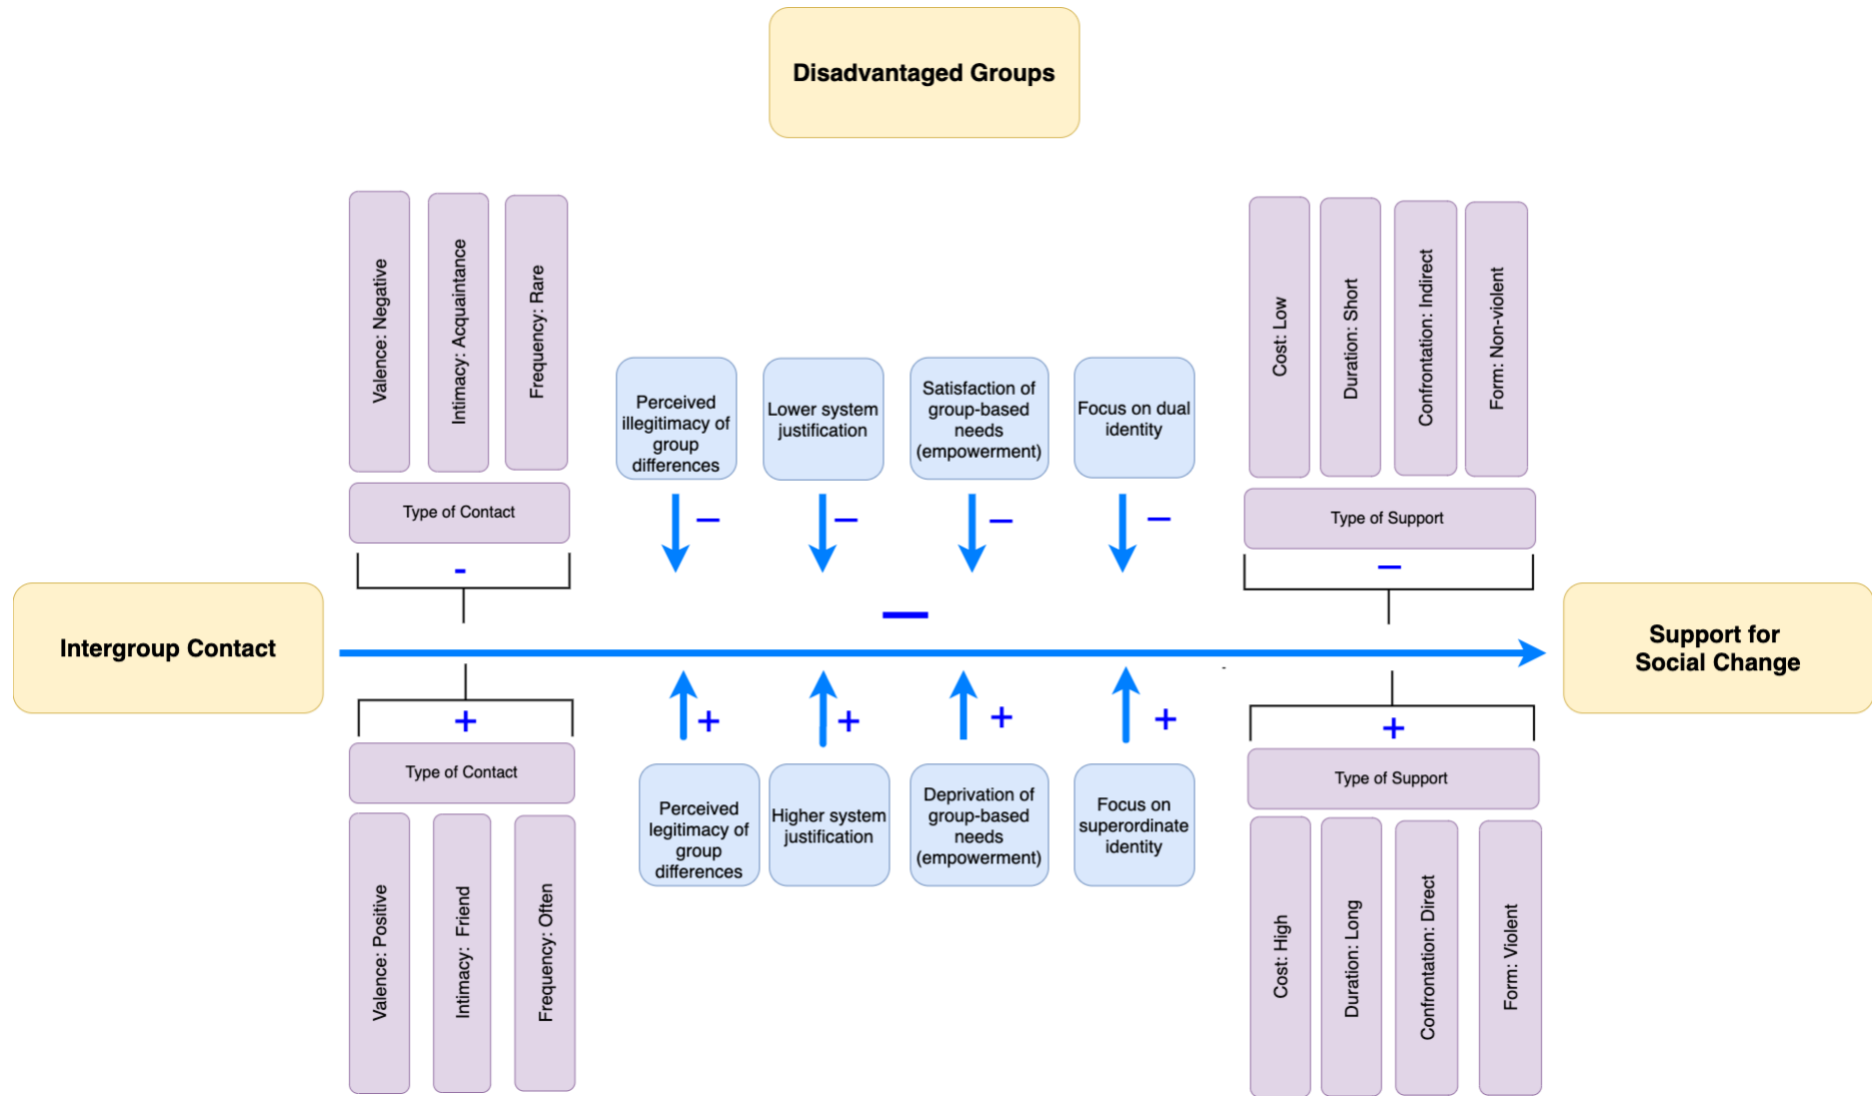 Disadvantaged Groups
Valence: Negative
Intimacy: Acquaintance
Frequency: Rare
Type of Contact
-
Perceived
illegitimacy of
group
differences
Lower system
justification
Satisfaction of
group-based
needs
(empowerment)
Focus on dual
identity
–
–
–
–
Cost: Low
Duration: Short
Confrontation: Indirect
Form: Non-violent
Type of Support
–
Intergroup Contact
–
Support for
Social Change
+
Type of Contact
Valence: Positive
Intimacy: Friend
Frequency: Often
+
+
+
+
Perceived
legitimacy of
group
differences
Higher system
justification
Deprivation of
group-based
needs
(empowerment)
Focus on
superordinate
identity
+
Type of Support
Cost: High
Duration: Long
Confrontation: Direct
Form: Violent